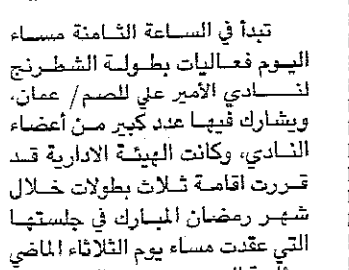 تبدأ في الساعة الثامنة مساء
اليوم فعاليات بطولة الشطرنج
لنادي الأمير علي للصم/ عمان،
ويشارك فيها عدد كبير من أعضاء
النادي، وكانت الهيئة الادارية قد
قررت اقامة ثلاث بطولات خلال
شهر رمضان المبارك في جلستها
التي عقدت مساء يوم الثلاثاء الماضي